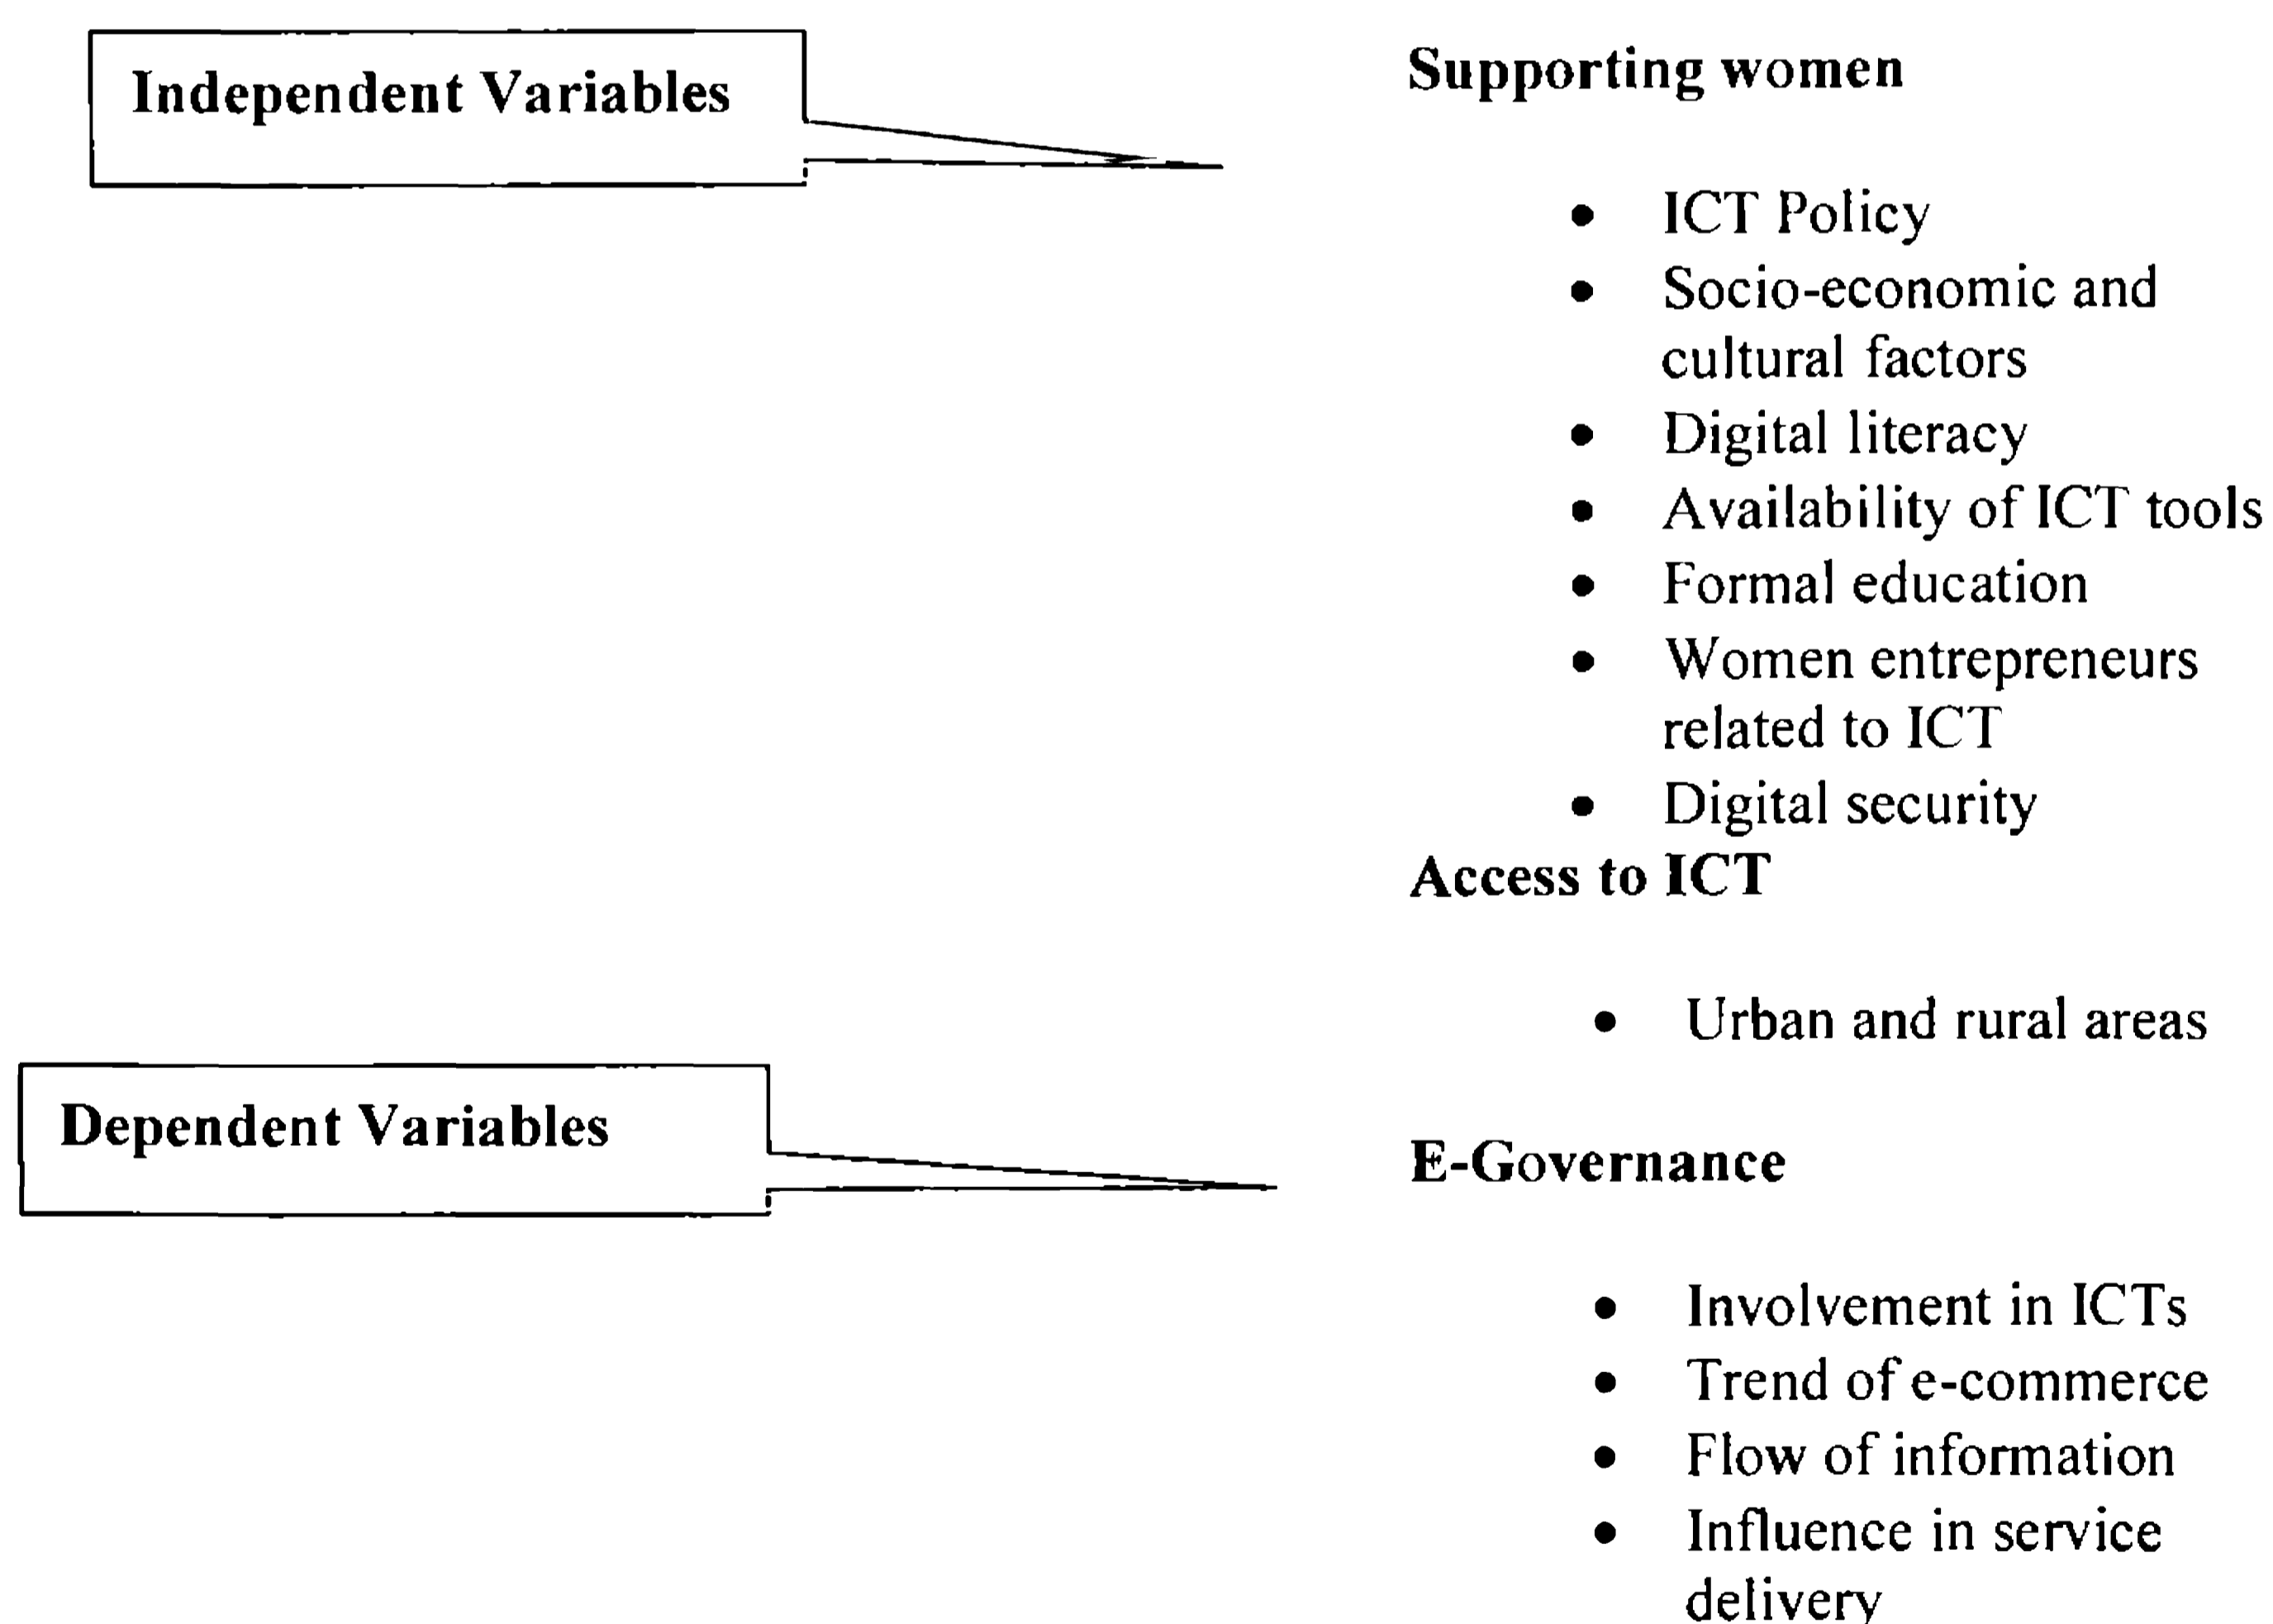 Independent Variables
Supporting women
• ICT Policy
• Socio-economic and
cultural factors
• Digital literacy
• Availability of ICT tools
• Formal education
• Women entrepreneurs
related to ICT
• Digital security
Access to ICT
• Urban and rural areas
Dependent Variables
E-Governance
• Involvement in ICTs
• Trend of e-commerce
• Flow of information
• Influence in service
delivery